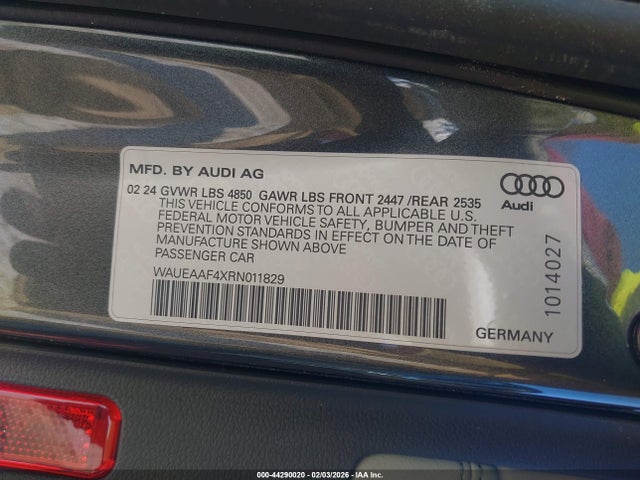 MFD. BY AUDI AG
02 24 GVWR LBS 4850 GAWR LBS FRONT 2447 /REAR 2535
THIS VEHICLE CONFORMS TO ALL APPLICABLE U.S.
FEDERAL MOTOR VEHICLE SAFETY, BUMPER AND THEFT
PREVENTION STANDARDS IN EFFECT ON THE DATE OF
MANUFACTURE SHOWN ABOVE
PASSENGER CAR
WAUEAAF4XRN011829
Audi
1014027
GERMANY
000-44290020 - 02/03/2026 - IAAC